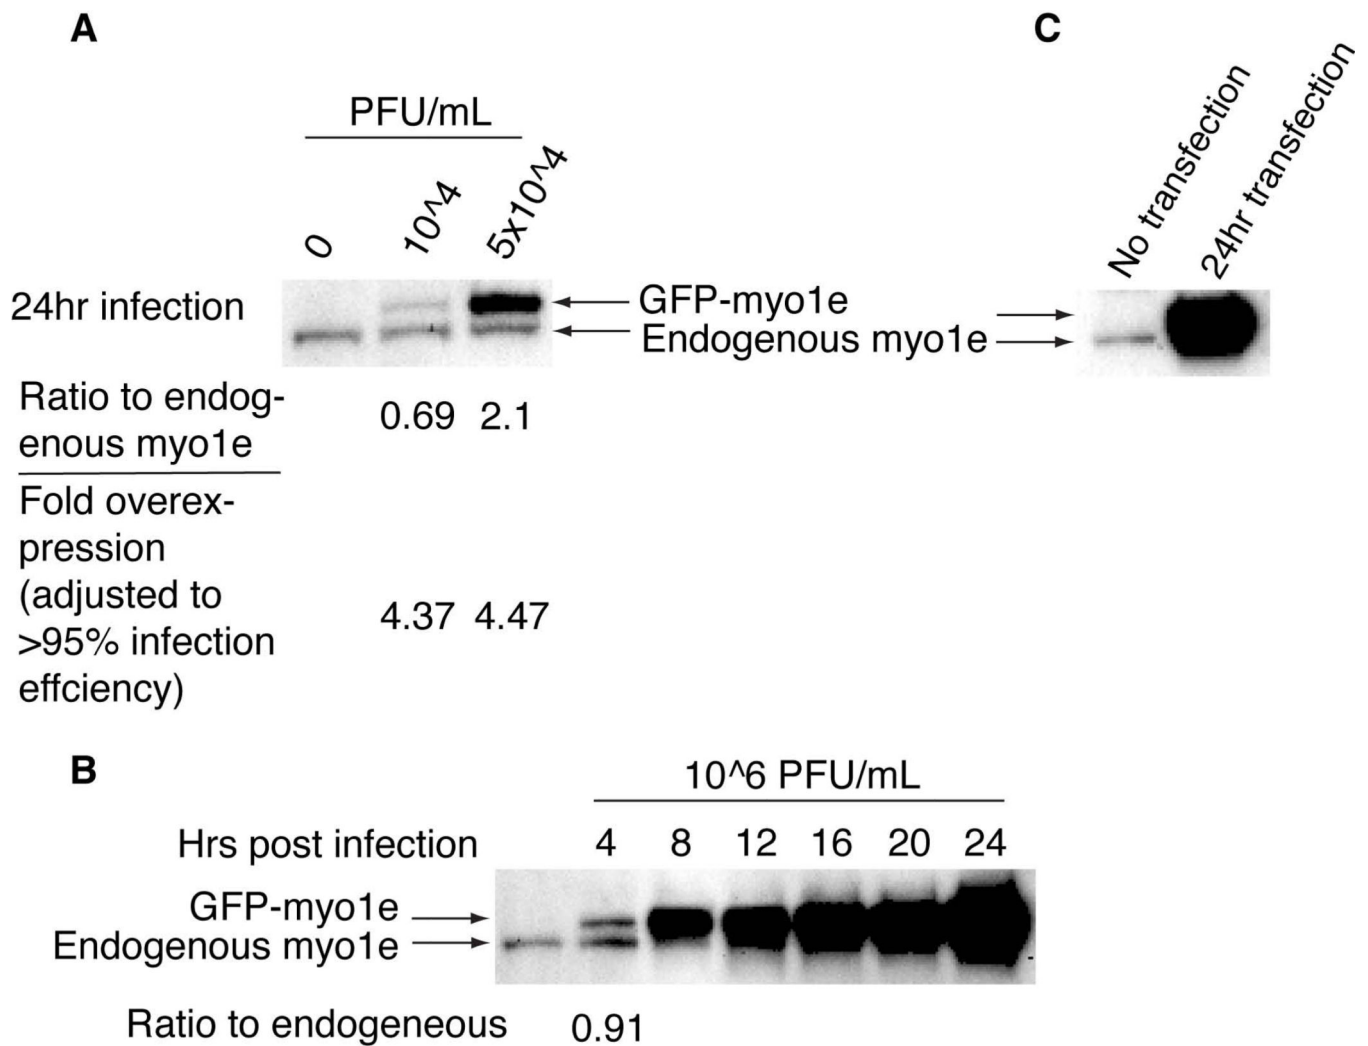 A
PFU/mL
0
10^4
5x10^4
24hr infection
GFP-myo1e
Endogenous myo1e
Ratio to endog-
enous myo1e
0.69 2.1
Fold overex-
pression
(adjusted to
>95% infection
effciency)
4.37 4.47
C
No transfection
24hr transfection
B
10^6 PFU/mL
Hrs post infection 4 8 12 16 20 24
GFP-myo1e
Endogenous myo1e
Ratio to endogeneous 0.91